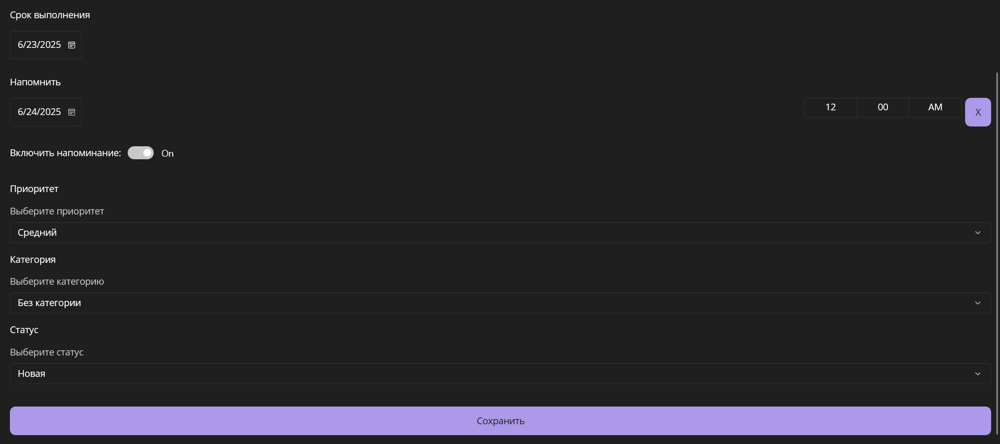 Срок выполнения
6/23/2025
Напомнить
6/24/2025 12 00 AM X
Включить напоминание: On
Приоритет
Выберите приоритет
Средний
Категория
Выберите категорию
Без категории
Статус
Выберите статус
Новая
Сохранить